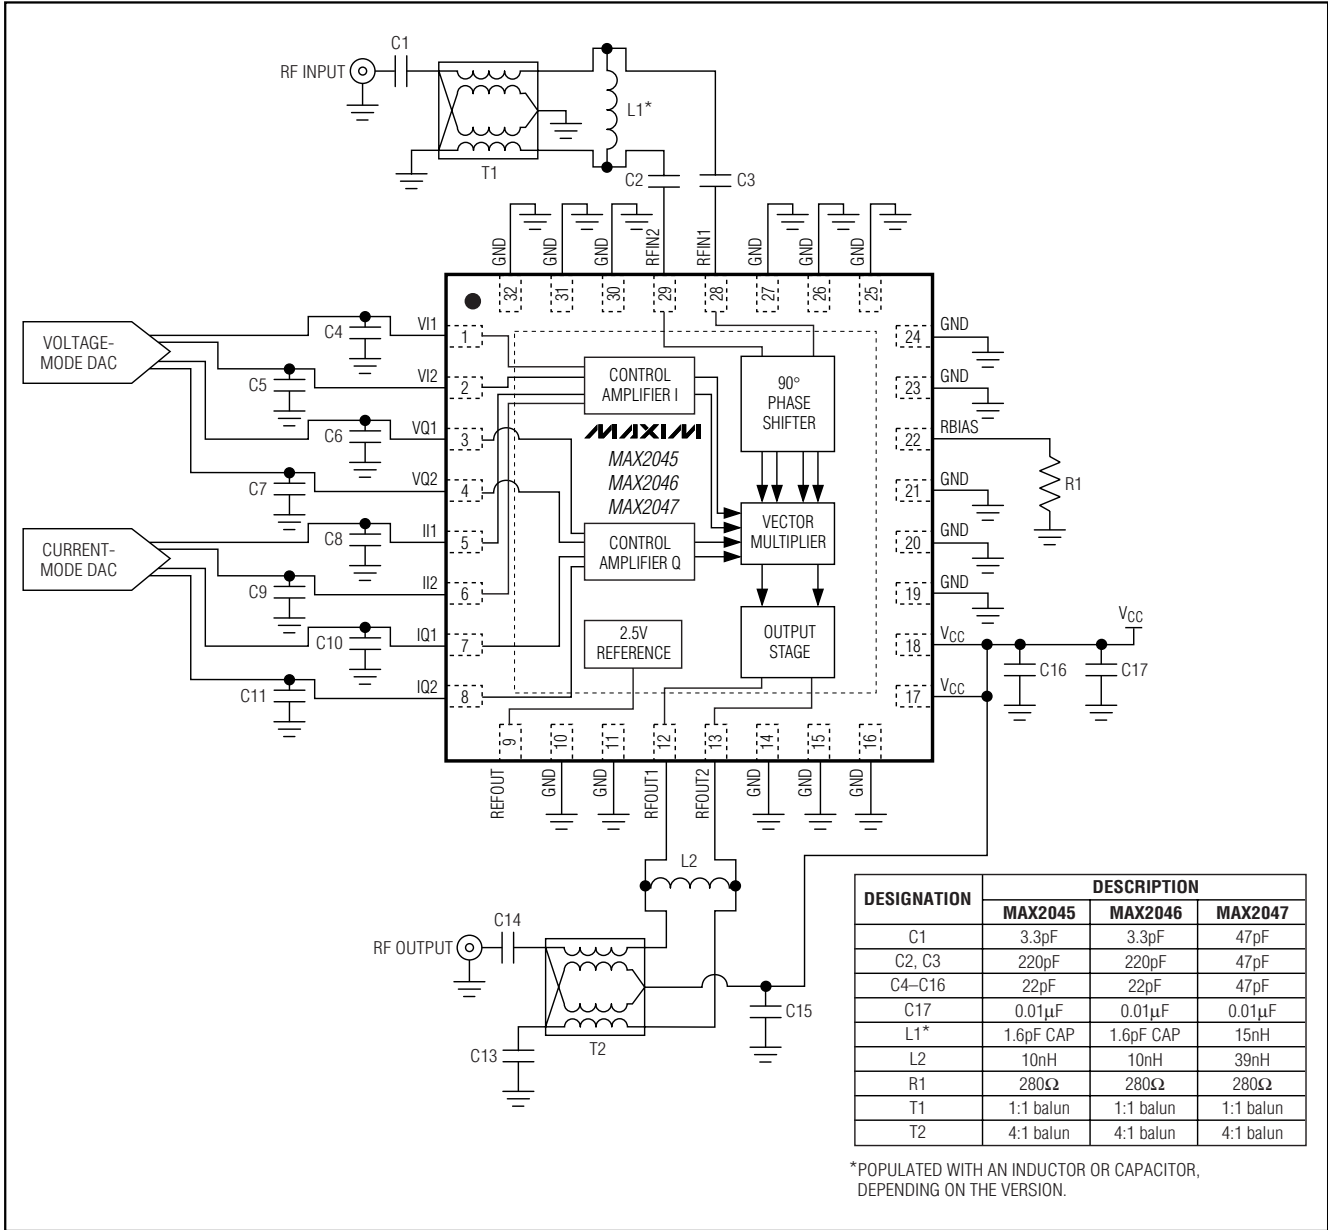 C1
RF INPUT
L1*
T1
C2
C3
GND
GND
GND
RFIN2
RFIN1
GND
GND
GND
32
31
30
29
28
27
26
25
VOLTAGE-
MODE DAC
C4
C5
C6
C7
VI1
VI2
VQ1
VQ2
1
2
3
4
CURRENT-
MODE DAC
C8
C9
C10
C11
II1
II2
IQ1
IQ2
5
6
7
8
CONTROL
AMPLIFIER I
90°
PHASE
SHIFTER
MAXIM
MAX2045
MAX2046
MAX2047
VECTOR
MULTIPLIER
CONTROL
AMPLIFIER Q
2.5V
REFERENCE
OUTPUT
STAGE
24
GND
23
GND
22
RBIAS
R1
21
GND
20
GND
19
GND
18
VCC
VCC
C16
C17
17
VCC
9
10
11
12
13
14
15
16
REFOUT
GND
GND
RFOUT1
RFOUT2
GND
GND
GND
L2
C14
RF OUTPUT
C13
T2
C15
DESIGNATION DESCRIPTION
MAX2045 MAX2046 MAX2047
C1 3.3pF 3.3pF 47pF
C2, C3 220pF 220pF 47pF
C4–C16 22pF 22pF 47pF
C17 0.01µF 0.01µF 0.01µF
L1* 1.6pF CAP 1.6pF CAP 15nH
L2 10nH 10nH 39nH
R1 280Ω 280Ω 280Ω
T1 1:1 balun 1:1 balun 1:1 balun
T2 4:1 balun 4:1 balun 4:1 balun
*POPULATED WITH AN INDUCTOR OR CAPACITOR,
DEPENDING ON THE VERSION.